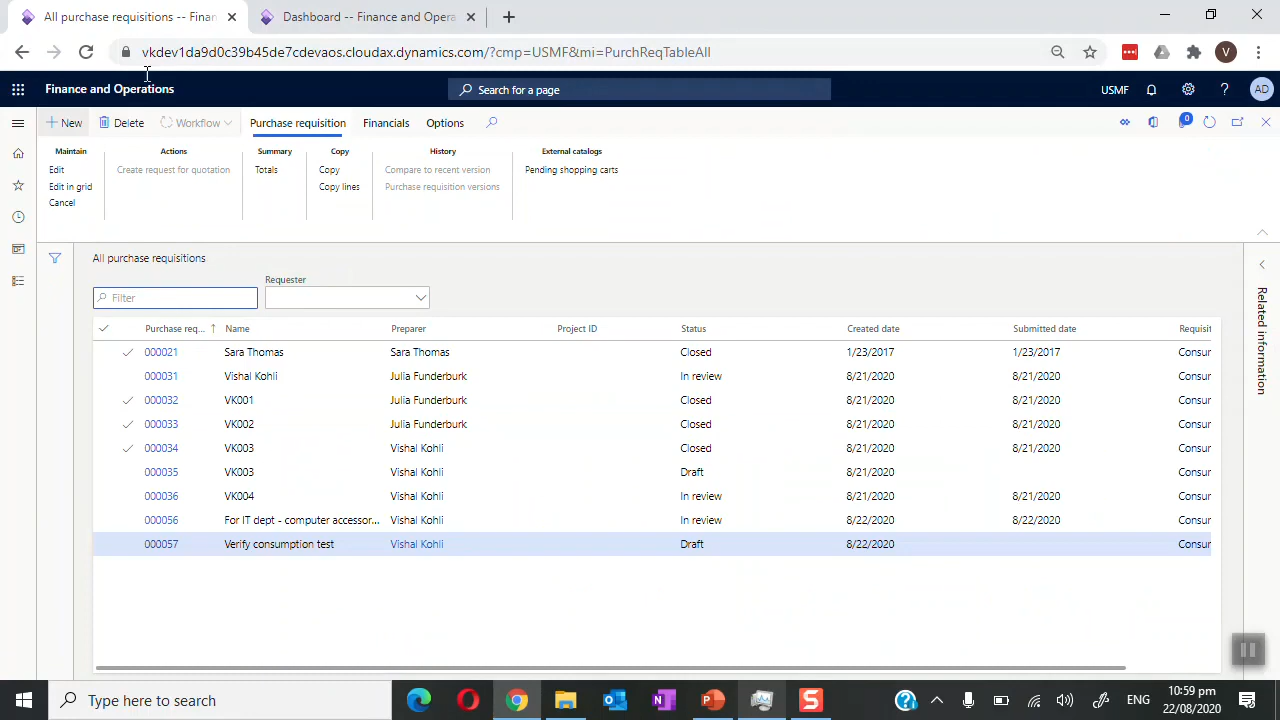 All purchase requisitions -- Finan
Dashboard -- Finance and Opera
vkdev1da9d0c39b45de7cdevaos.cloudax.dynamics.com/?cmp=USMF&mi=PurchReqTableAll
V
Finance and Operations
Search for a page
USMF
?
AD
New
Delete
Workflow
Purchase requisition
Financials
Options
0
Maintain
Actions
Summary
Copy
History
External catalogs
Edit
Create request for quotation
Totals
Copy
Compare to recent version
Pending shopping carts
Edit in grid
Copy lines
Purchase requisition versions
Cancel
All purchase requisitions
Requester
Filter
Related information
Purchase req... ↑ Name Preparer Project ID Status Created date Submitted date Requisit
000021 Sara Thomas Sara Thomas Closed 1/23/2017 1/23/2017 Consur
000031 Vishal Kohli Julia Funderburk In review 8/21/2020 8/21/2020 Consur
000032 VK001 Julia Funderburk Closed 8/21/2020 8/21/2020 Consur
000033 VK002 Julia Funderburk Closed 8/21/2020 8/21/2020 Consur
000034 VK003 Vishal Kohli Closed 8/21/2020 8/21/2020 Consur
000035 VK003 Vishal Kohli Draft 8/21/2020 Consur
000036 VK004 Vishal Kohli In review 8/21/2020 8/21/2020 Consur
000056 For IT dept - computer accessor... Vishal Kohli In review 8/22/2020 8/22/2020 Consur
000057 Verify consumption test Vishal Kohli Draft 8/22/2020 Consur
Type here to search
ENG
10:59 pm
22/08/2020